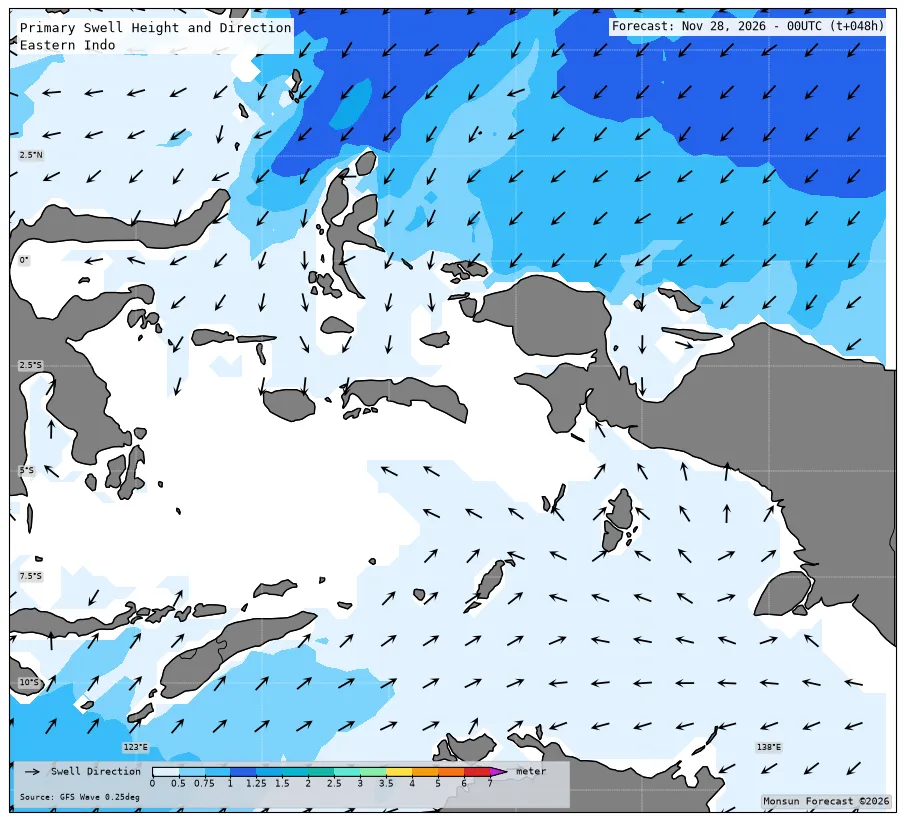 Primary Swell Height and Direction
Eastern Indo
Forecast: Nov 28, 2026 - 00UTC (t+048h)
2.5°N
0°
2.5°S
5°S
7.5°S
10°S
123°E
138°E
Swell Direction
0 0.5 0.75 1 1.25 1.5 2 2.5 3 3.5 4 5 6 7
meter
Source: GFS Wave 0.25deg
Monsun Forecast ©2026